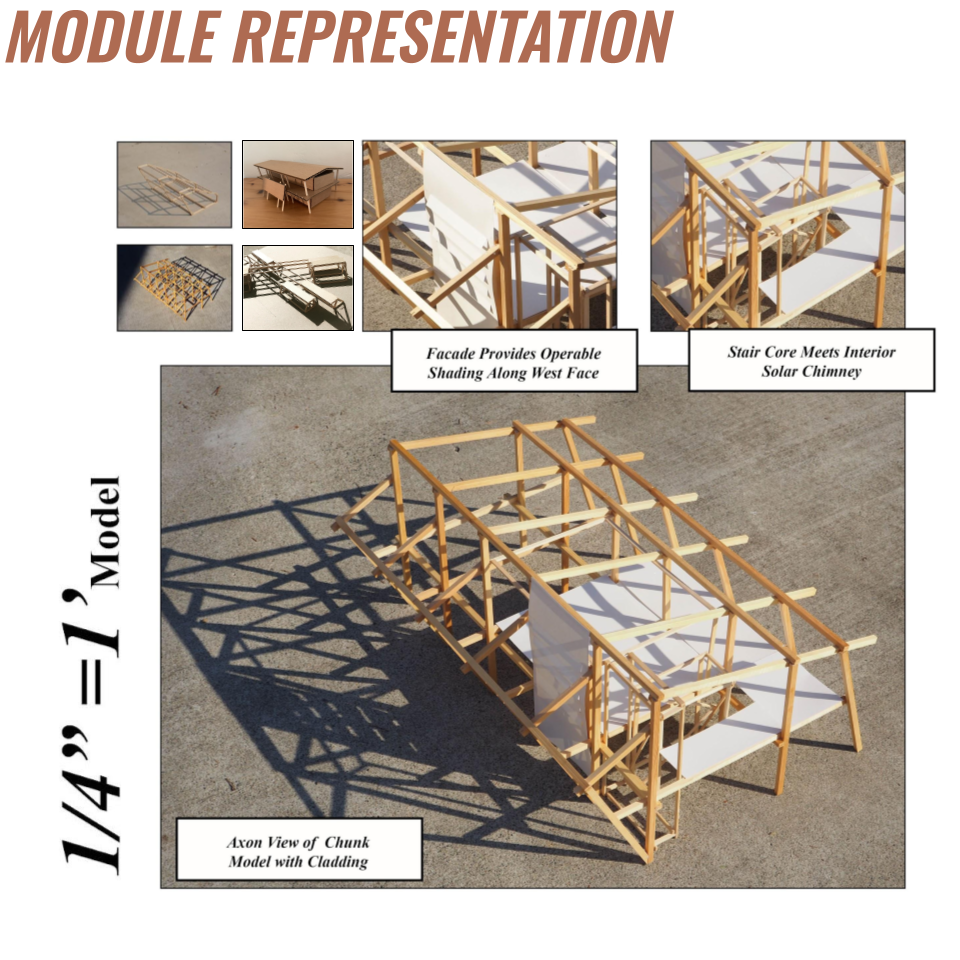 MODULE REPRESENTATION
Facade Provides Operable
Shading Along West Face
Stair Core Meets Interior
Solar Chimney
1/4” =1’ Model
Axon View of Chunk
Model with Cladding